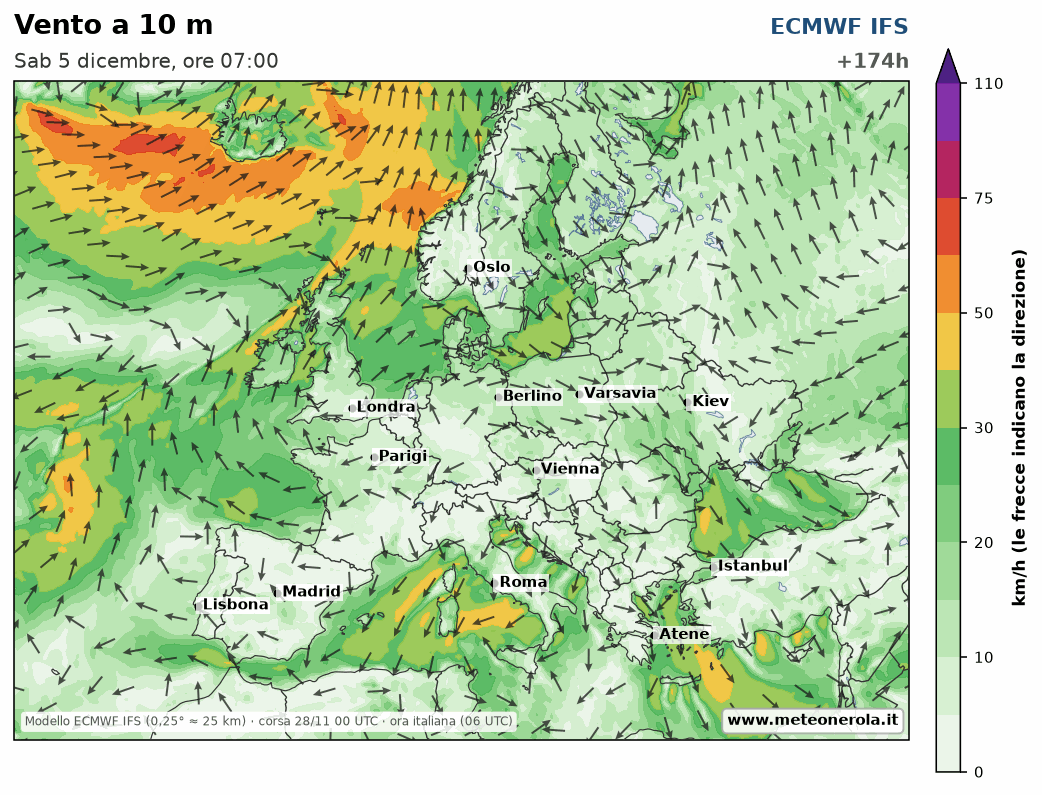 Vento a 10 m
ECMWF IFS
Sab 5 dicembre, ore 07:00
+174h
110
75
50
30
20
10
0
km/h (le frecce indicano la direzione)
Oslo
Berlino
Varsavia
Kiev
Londra
Parigi
Vienna
Istanbul
Roma
Madrid
Lisbona
Atene
Modello ECMWF IFS (0,25° ≈ 25 km) · corsa 28/11 00 UTC · ora italiana (06 UTC)
www.meteonerola.it